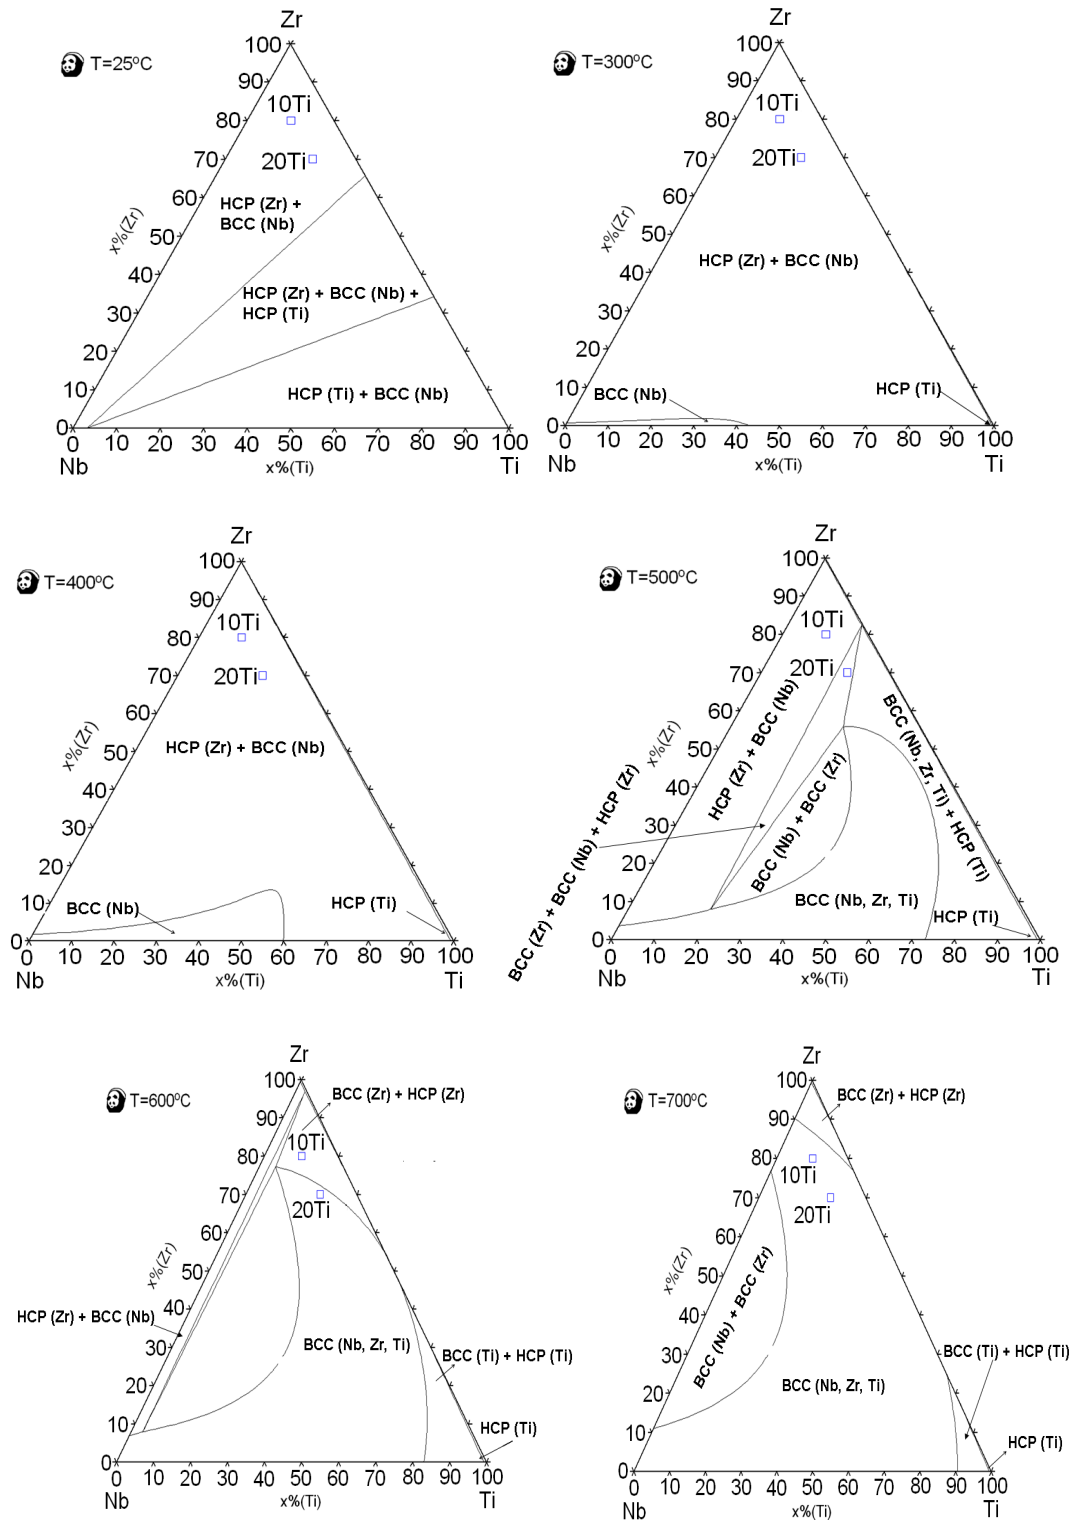 Zr
T=25ºC
100
90
10Ti
80
70
20Ti
60
HCP (Zr) +
BCC (Nb)
x%(Zr)
50
40
HCP (Zr) + BCC (Nb) +
HCP (Ti)
30
20
10
HCP (Ti) + BCC (Nb)
0
0 10 20 30 40 50 60 70 80 90 100
Nb
x%(Ti)
Ti
Zr
T=300ºC
100
90
10Ti
80
70
20Ti
60
x%(Zr)
50
HCP (Zr) + BCC (Nb)
40
30
20
10
BCC (Nb)
HCP (Ti)
0
0 10 20 30 40 50 60 70 80 90 100
Nb
x%(Ti)
Ti
Zr
T=400ºC
100
90
10Ti
80
70
20Ti
60
x%(Zr)
50
HCP (Zr) + BCC (Nb)
40
30
20
10
BCC (Nb)
HCP (Ti)
0
0 10 20 30 40 50 60 70 80 90 100
Nb
x%(Ti)
Ti
Zr
T=500ºC
100
90
10Ti
80
70
20Ti
60
x%(Zr)
50
40
30
20
10
0
HCP (Zr) + BCC (Nb)
BCC (Nb) + BCC (Zr)
BCC (Nb, Zr, Ti) + HCP (Ti)
BCC (Zr) + BCC (Nb) + HCP (Zr)
BCC (Nb, Zr, Ti)
HCP (Ti)
0 10 20 30 40 50 60 70 80 90 100
Nb
x%(Ti)
Ti
Zr
T=600ºC
100
BCC (Zr) + HCP (Zr)
90
10Ti
80
70
20Ti
60
x%(Zr)
50
40
HCP (Zr) + BCC (Nb)
30
BCC (Nb, Zr, Ti)
BCC (Ti) + HCP (Ti)
20
10
HCP (Ti)
0
0 10 20 30 40 50 60 70 80 90 100
Nb
x%(Ti)
Ti
Zr
T=700ºC
100
BCC (Zr) + HCP (Zr)
90
80
10Ti
70
20Ti
60
x%(Zr)
50
40
BCC (Nb) + BCC (Zr)
30
BCC (Ti) + HCP (Ti)
20
BCC (Nb, Zr, Ti)
10
HCP (Ti)
0
0 10 20 30 40 50 60 70 80 90 100
Nb
x%(Ti)
Ti